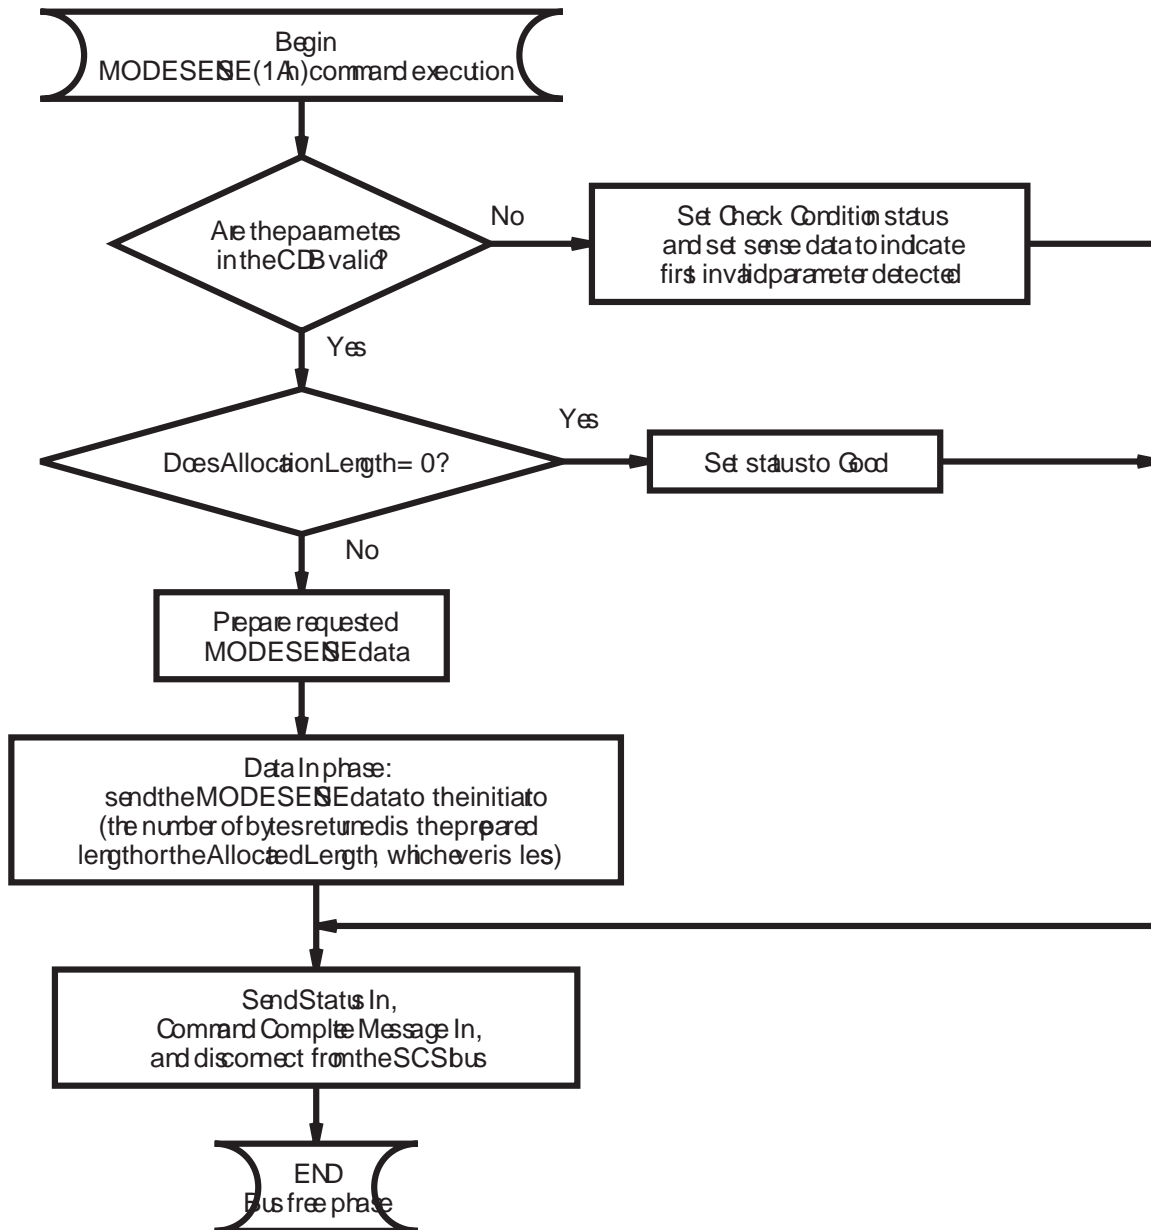 Begin
MODE SENSE (1Ah) command execution
Are the parameters
in the CDB valid?
No
Set Check Condition status
and set sense data to indicate
first invalid parameter detected
Yes
Does Allocation Length = 0?
Yes
Set status to Good
No
Prepare requested
MODE SENSE data
Data In phase:
send the MODE SENSE data to the initiator
(the number of bytes returned is the prepared
length or the Allocated Length, whichever is less)
Send Status In,
Command Complete Message In,
and disconnect from the SCSI bus
END
Bus free phase